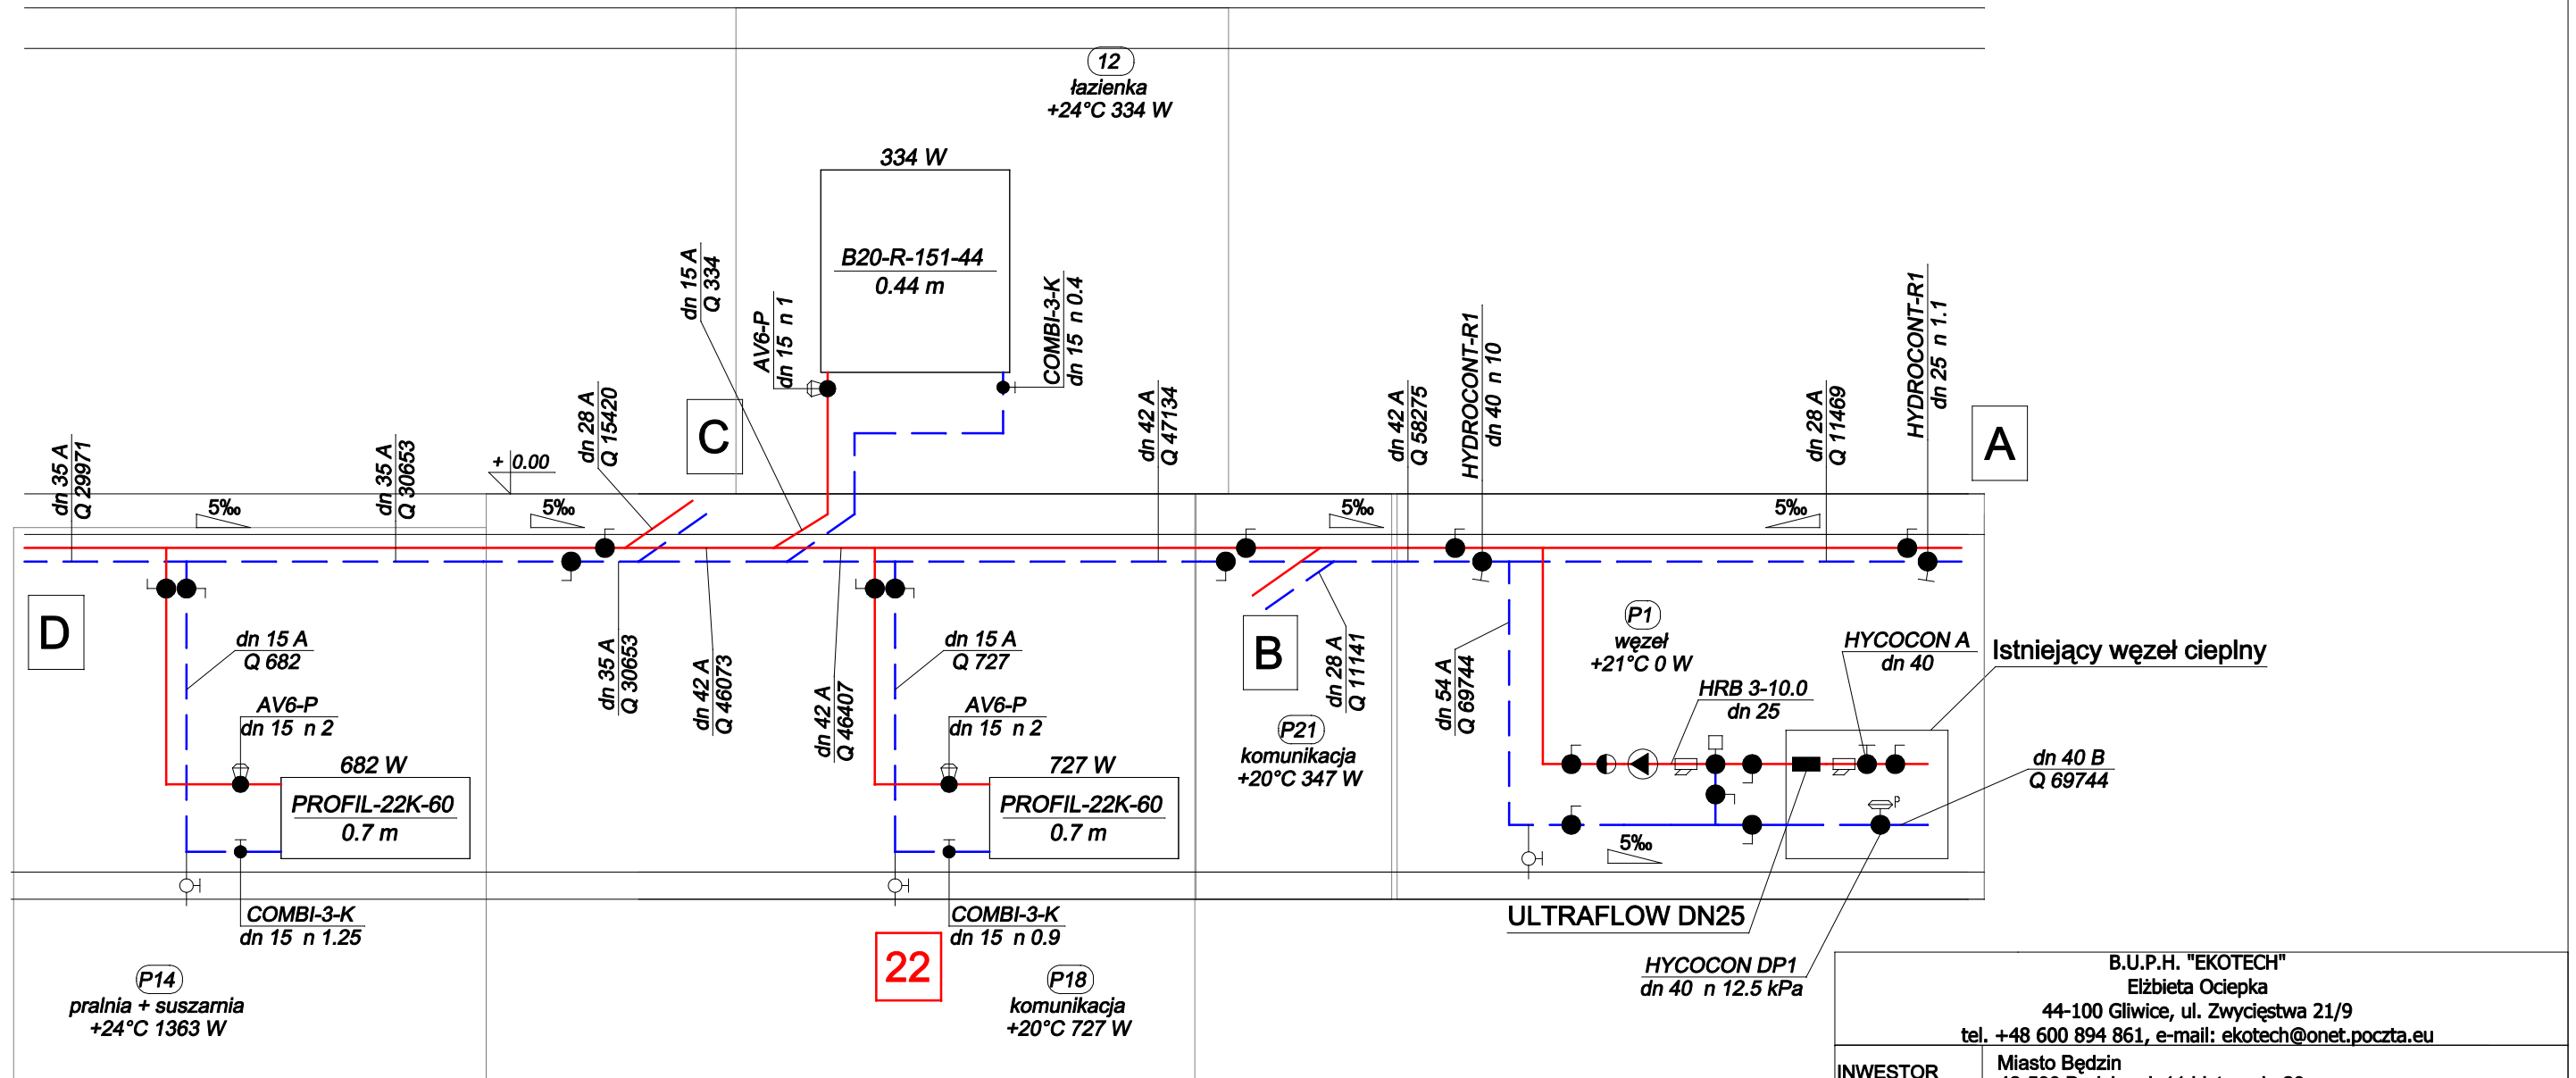 12
łazienka
+24°C 334 W
334 W
B20-R-151-44
0.44 m
dn 15 A
Q 334
AV6-P
dn 15 n 1
COMBI-3-K
dn 15 n 0.4
dn 35 A
Q 29971
dn 35 A
Q 30653
+ 0.00
dn 28 A
Q 15420
C
dn 42 A
Q 47134
dn 42 A
Q 58275
HYDROCONT-R1
dn 40 n 10
dn 28 A
Q 11469
HYDROCONT-R1
dn 25 n 1.1
A
5‰
5‰
5‰
5‰
D
dn 15 A
Q 682
AV6-P
dn 15 n 2
682 W
PROFIL-22K-60
0.7 m
COMBI-3-K
dn 15 n 1.25
P14
pralnia + suszarnia
+24°C 1363 W
dn 35 A
Q 30653
dn 42 A
Q 46073
dn 42 A
Q 46407
dn 15 A
Q 727
AV6-P
dn 15 n 2
727 W
PROFIL-22K-60
0.7 m
COMBI-3-K
dn 15 n 0.9
22
P18
komunikacja
+20°C 727 W
B
dn 28 A
Q 11141
P21
komunikacja
+20°C 347 W
dn 54 A
Q 69744
P1
węzeł
+21°C 0 W
HRB 3-10.0
dn 25
HYCOCON A
dn 40
Istniejący węzeł cieplny
dn 40 B
Q 69744
P
5‰
ULTRAFLOW DN25
HYCOCON DP1
dn 40 n 12.5 kPa
B.U.P.H. "EKOTECH"
Elżbieta Ociepka
44-100 Gliwice, ul. Zwycięstwa 21/9
tel. +48 600 894 861, e-mail: ekotech@onet.poczta.eu
INWESTOR
Miasto Będzin